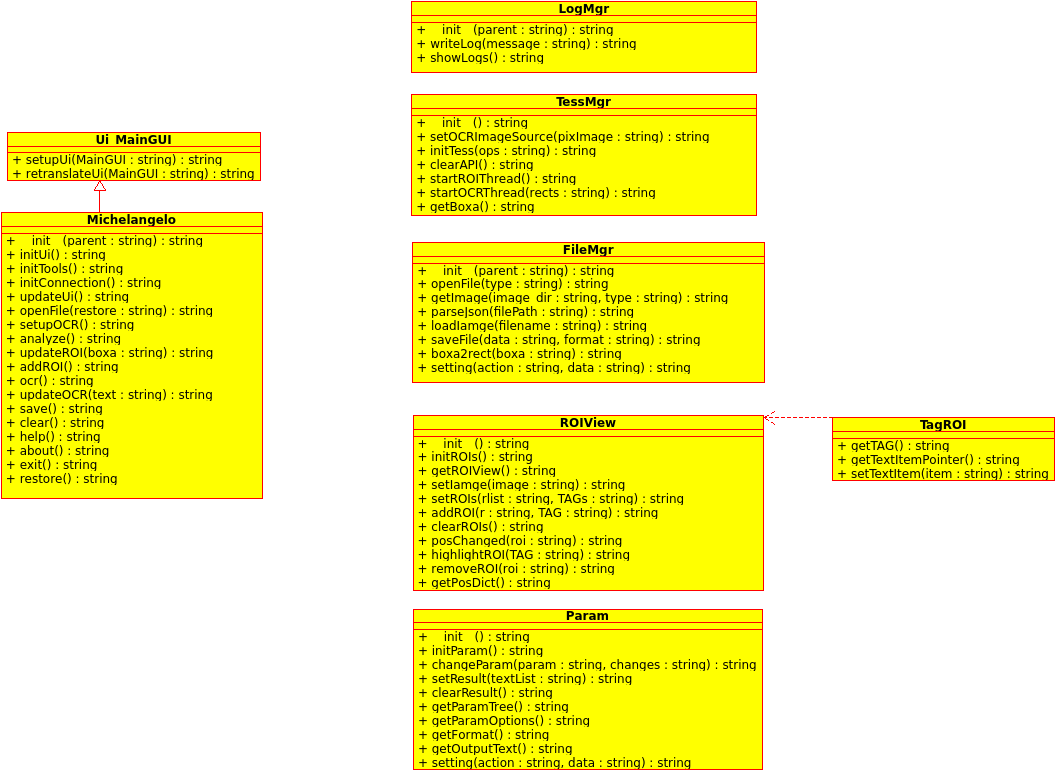 LogMgr
+ __init__(parent : string) : string
+ writeLog(message : string) : string
+ showLogs() : string
TessMgr
+ __init__() : string
+ setOCRImageSource(pixImage : string) : string
+ initTess(ops : string) : string
+ clearAPI() : string
+ startROIThread() : string
+ startOCRThread(rects : string) : string
+ getBoxa() : string
Ui_MainGUI
+ setupUi(MainGUI : string) : string
+ retranslateUi(MainGUI : string) : string
Michelangelo
+ __init__(parent : string) : string
+ initUi() : string
+ initTools() : string
+ initConnection() : string
+ updateUi() : string
+ openFile(restore : string) : string
+ setupOCR() : string
+ analyze() : string
+ updateROI(boxa : string) : string
+ addROI() : string
+ ocr() : string
+ updateOCR(text : string) : string
+ save() : string
+ clear() : string
+ help() : string
+ about() : string
+ exit() : string
+ restore() : string
FileMgr
+ __init__(parent : string) : string
+ openFile(type : string) : string
+ getImage(image_dir : string, type : string) : string
+ parseJson(filePath : string) : string
+ loadIamge(filename : string) : string
+ saveFile(data : string, format : string) : string
+ boxa2rect(boxa : string) : string
+ setting(action : string, data : string) : string
ROIView
+ __init__() : string
+ initROIs() : string
+ getROIView() : string
+ setIamge(image : string) : string
+ setROIs(rlist : string, TAGs : string) : string
+ addROI(r : string, TAG : string) : string
+ clearROIs() : string
+ posChanged(roi : string) : string
+ highlightROI(TAG : string) : string
+ removeROI(roi : string) : string
+ getPosDict() : string
TagROI
+ getTAG() : string
+ getTextItemPointer() : string
+ setTextItem(item : string) : string
Param
+ __init__() : string
+ initParam() : string
+ changeParam(param : string, changes : string) : string
+ setResult(textList : string) : string
+ clearResult() : string
+ getParamTree() : string
+ getParamOptions() : string
+ getFormat() : string
+ getOutputText() : string
+ setting(action : string, data : string) : string